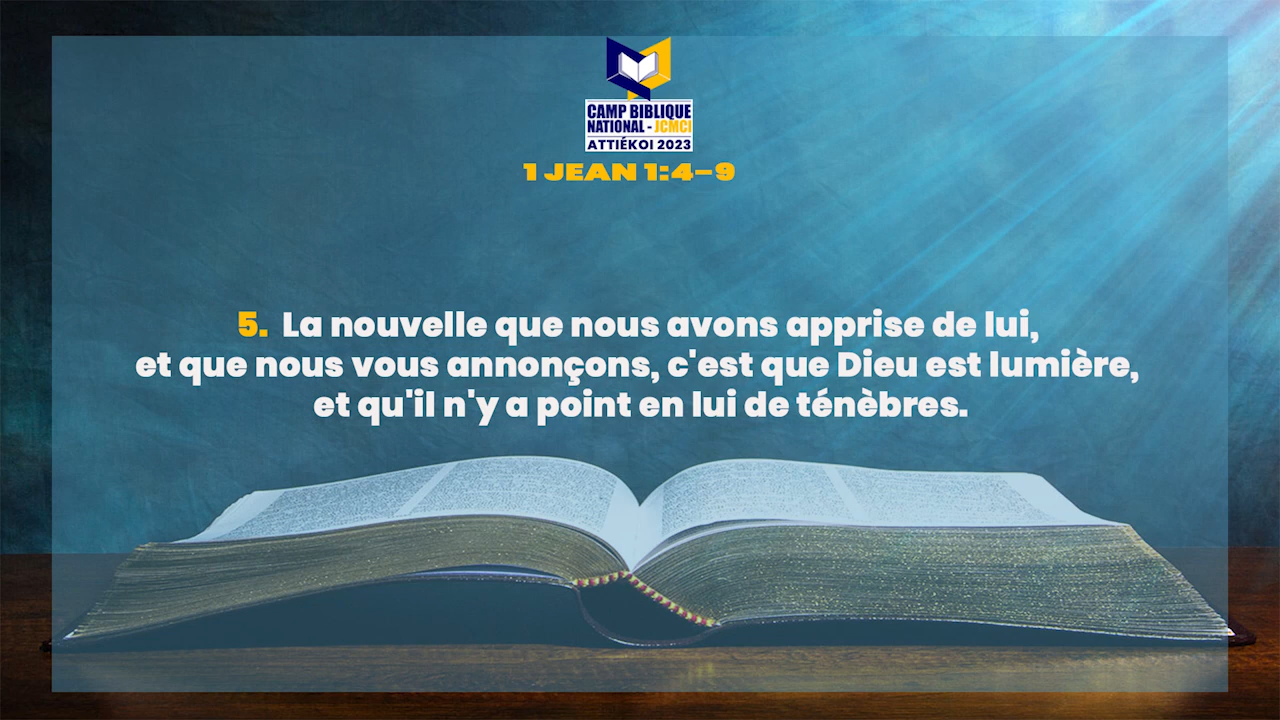 CAMP BIBLIQUE
NATIONAL - JCMCI
ATTIÉKOI 2023
1 JEAN 1:4-9
5. La nouvelle que nous avons apprise de lui,
et que nous vous annonçons, c'est que Dieu est lumière,
et qu'il n'y a point en lui de ténèbres.